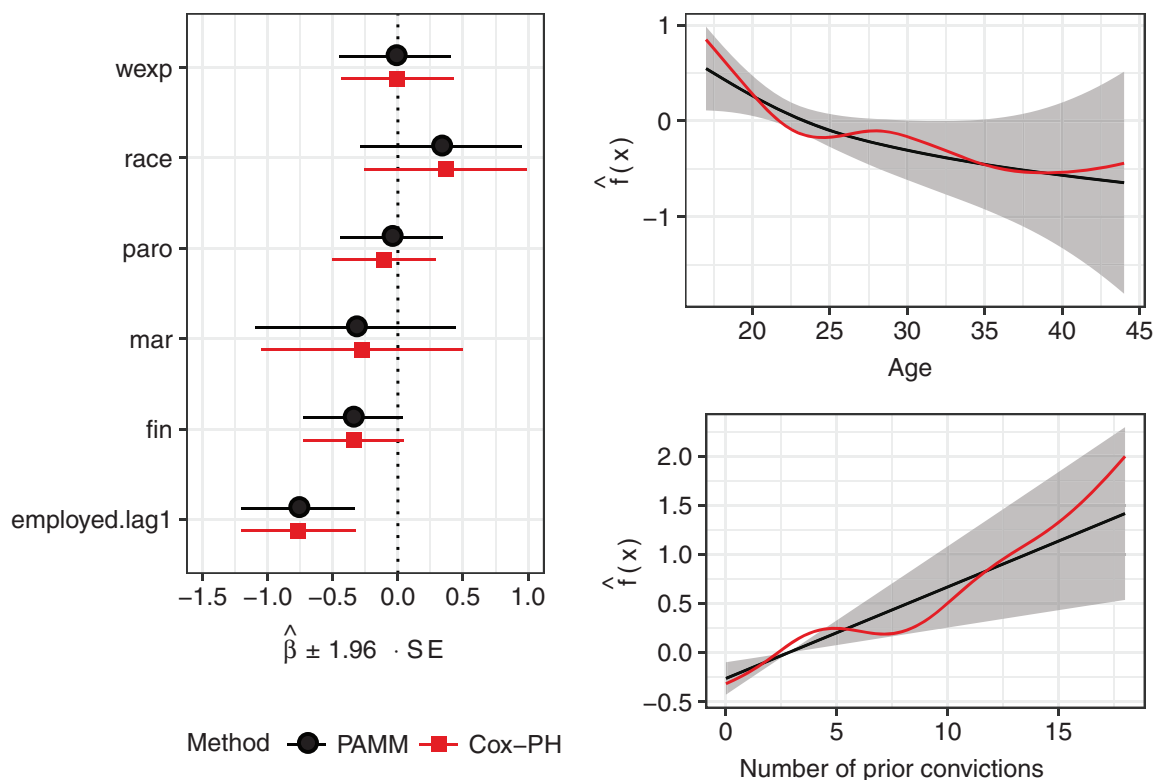 wexp
race
paro
mar
fin
employed.lag1
−1.5 −1.0 −0.5 0.0 0.5 1.0
β̂ ± 1.96 · SE
Method PAMM Cox−PH
1
0
−1
f̂(x)
20 25 30 35 40 45
Age
2.0
1.5
1.0
0.5
0.0
−0.5
f̂(x)
0 5 10 15
Number of prior convictions